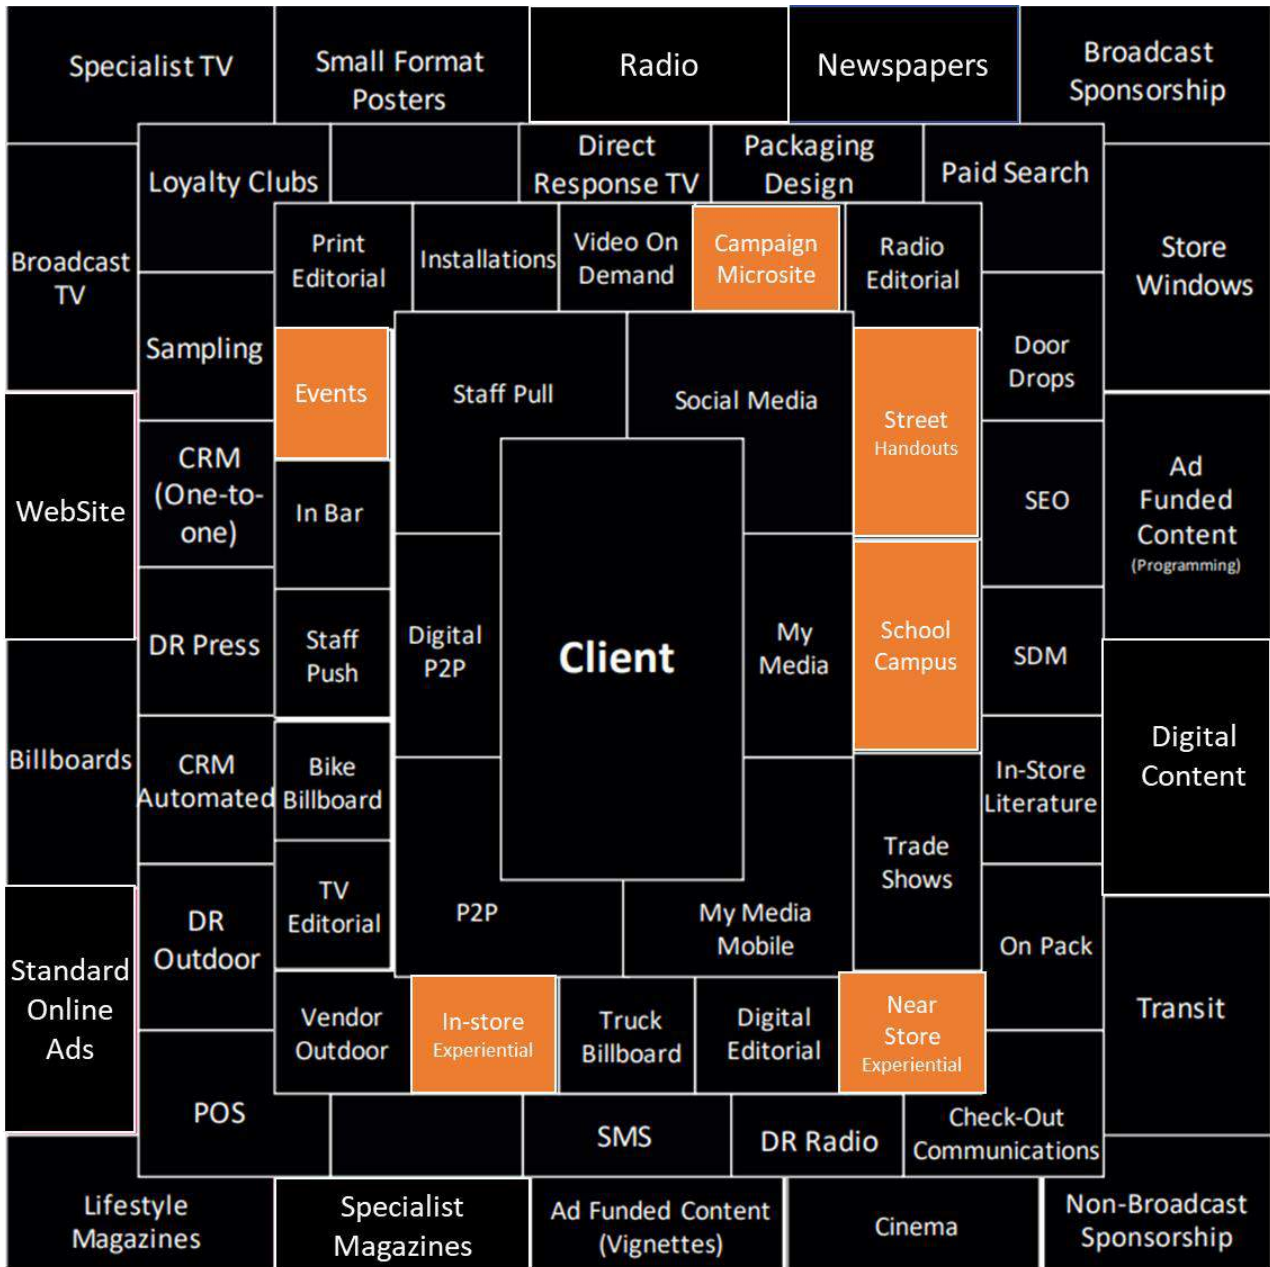 Specialist TV
Small Format
Posters
Radio
Newspapers
Broadcast
Sponsorship
Loyalty Clubs
Direct
Response TV
Packaging
Design
Paid Search
Broadcast
TV
Print
Editorial
Installations
Video On
Demand
Campaign
Microsite
Radio
Editorial
Store
Windows
Sampling
Events
Staff Pull
Social Media
Street
Handouts
Door
Drops
WebSite
CRM
(One-to-
one)
In Bar
SEO
Ad
Funded
Content
(Programming)
DR Press
Staff
Push
Digital
P2P
Client
My
Media
School
Campus
SDM
Billboards
CRM
Automated
Bike
Billboard
In-Store
Literature
Digital
Content
Standard
Online
Ads
DR
Outdoor
TV
Editorial
P2P
My Media
Mobile
Trade
Shows
On Pack
Transit
Vendor
Outdoor
In-store
Experiential
Truck
Billboard
Digital
Editorial
Near
Store
Experiential
POS
SMS
DR Radio
Check-Out
Communications
Lifestyle
Magazines
Specialist
Magazines
Ad Funded Content
(Vignettes)
Cinema
Non-Broadcast
Sponsorship